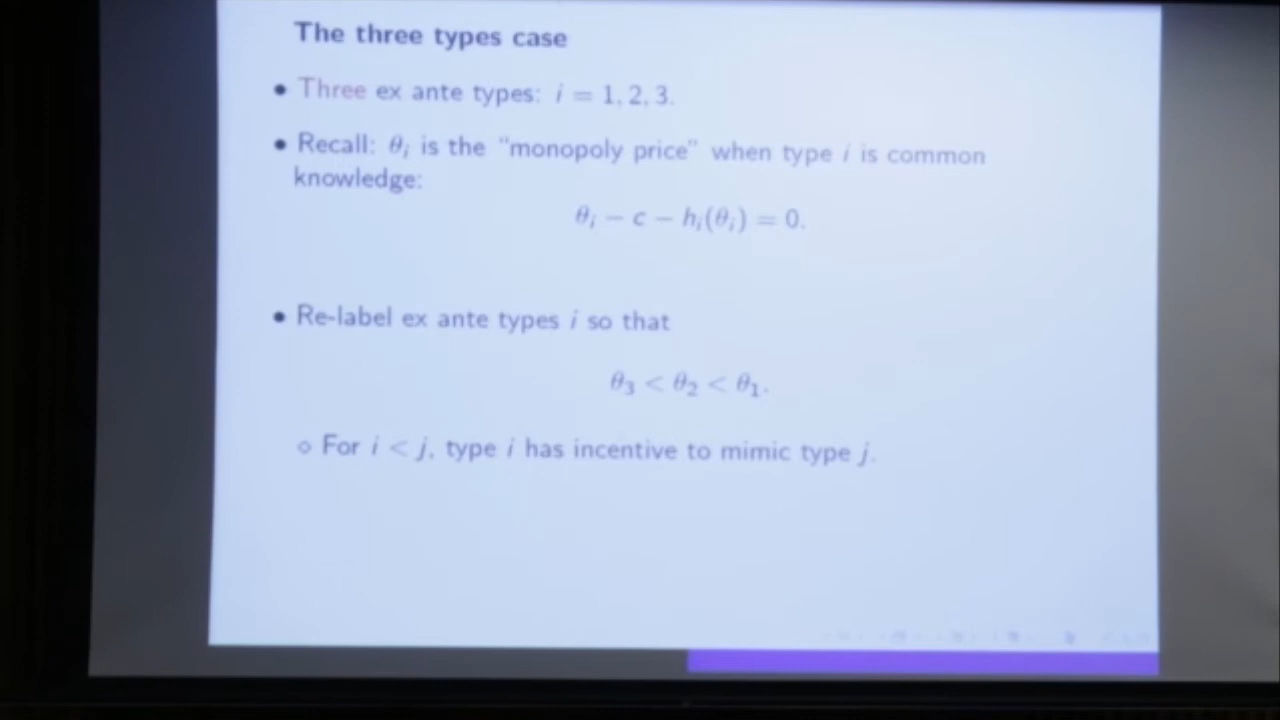 The three types case
• Three ex ante types: i = 1, 2, 3.
• Recall: θᵢ is the "monopoly price" when type i is common
knowledge:
θᵢ − c − hᵢ(θᵢ) = 0.
• Re-label ex ante types i so that
θ₃ < θ₂ < θ₁.
⋄ For i < j, type i has incentive to mimic type j.